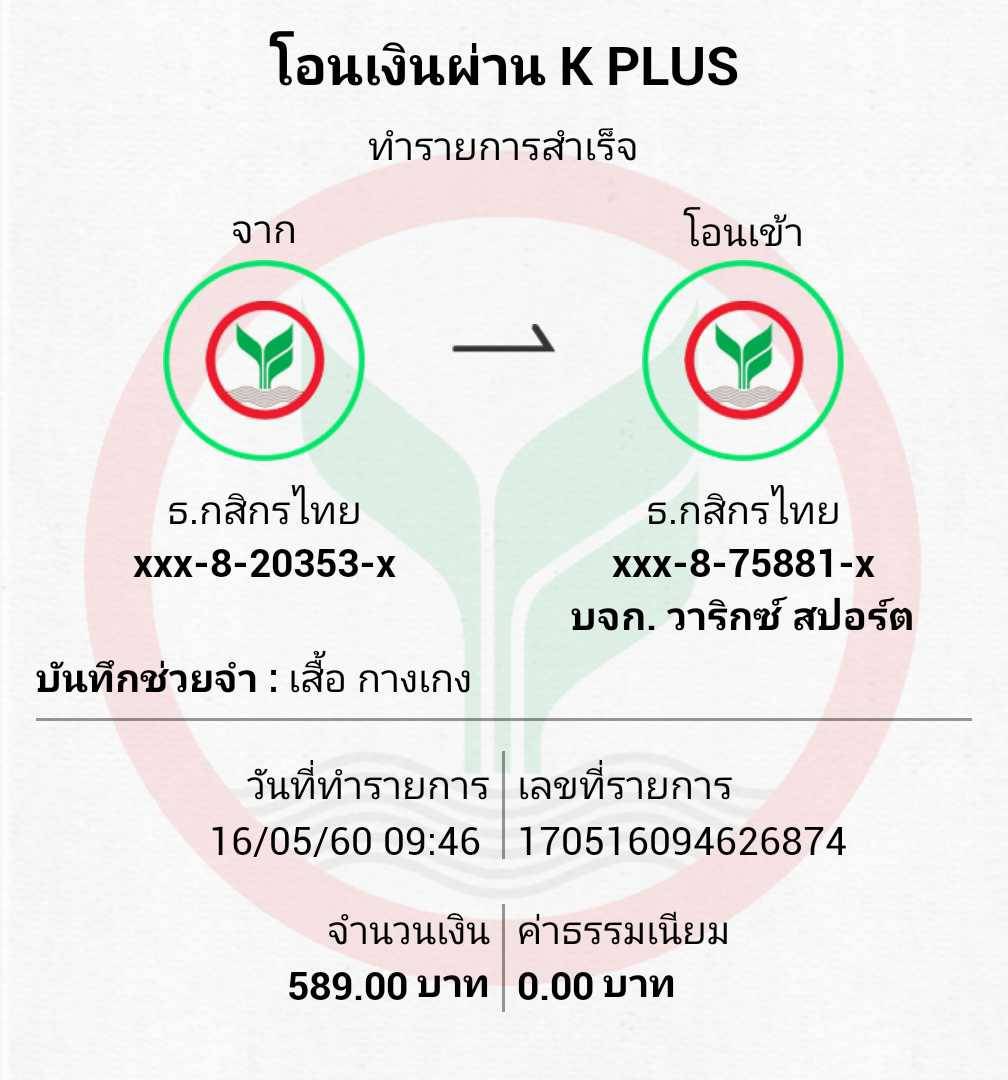 โอนเงินผ่าน K PLUS
ทำรายการสำเร็จ
จาก
โอนเข้า
ธ.กสิกรไทย
xxx-8-20353-x
ธ.กสิกรไทย
xxx-8-75881-x
บจก. วาริกซ์ สปอร์ต
บันทึกช่วยจำ : เสื้อ กางเกง
วันที่ทำรายการ
16/05/60 09:46
เลขที่รายการ
170516094626874
จำนวนเงิน
589.00 บาท
ค่าธรรมเนียม
0.00 บาท